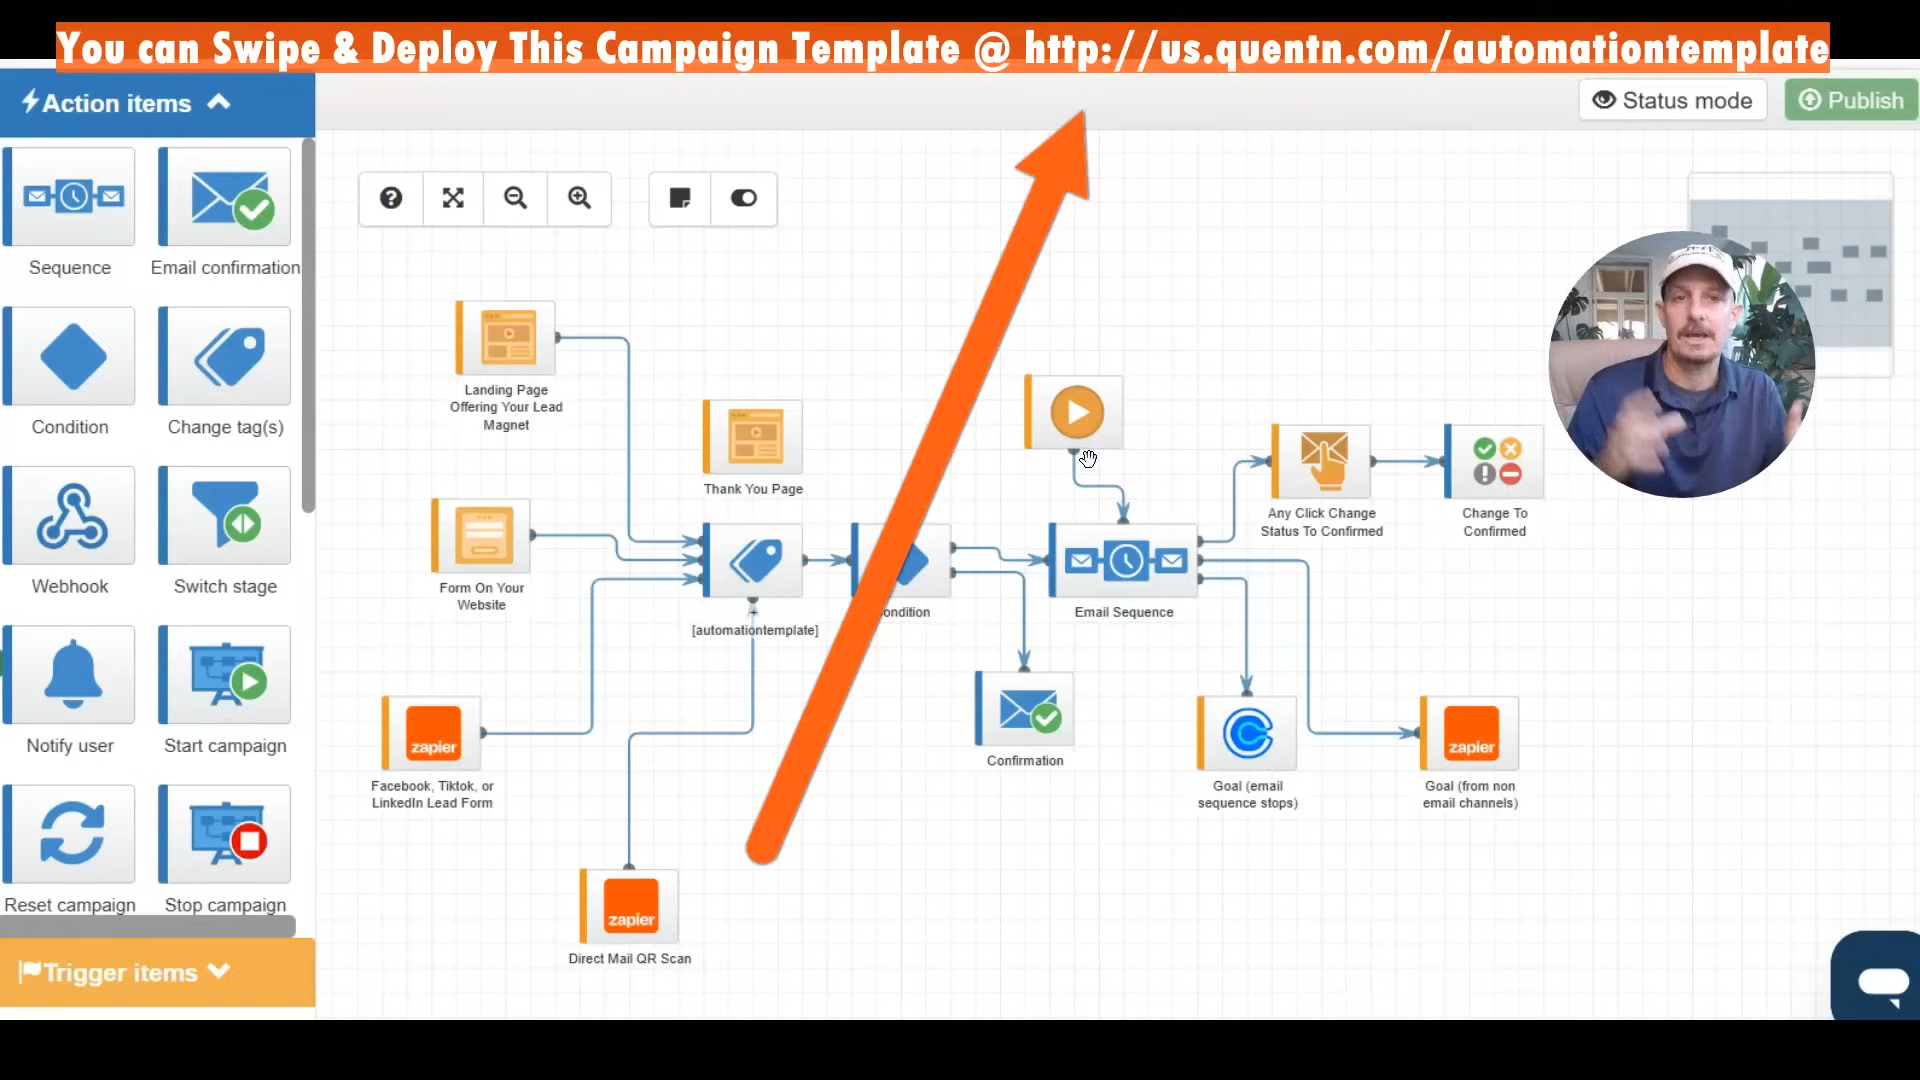 You can Swipe & Deploy This Campaign Template @ http://us.quentn.com/automationtemplate
Action items
Status mode
Publish
Sequence
Email confirmation
Condition
Change tag(s)
Webhook
Switch stage
Notify user
Start campaign
Reset campaign
Stop campaign
Trigger items
Landing Page
Offering Your Lead
Magnet
Thank You Page
Form On Your
Website
+
[automationtemplate]
ondition
Email Sequence
Any Click Change
Status To Confirmed
Change To
Confirmed
Confirmation
zapier
Facebook, Tiktok, or
LinkedIn Lead Form
Goal (email
sequence stops)
zapier
Goal (from non
email channels)
zapier
Direct Mail QR Scan